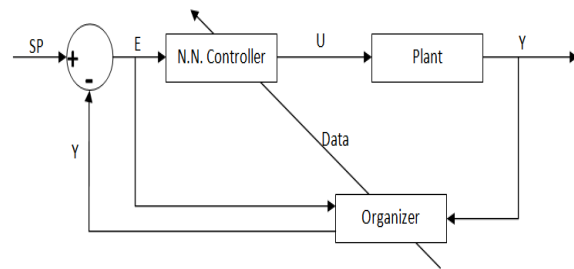 SP
+
-
E
N.N. Controller
U
Plant
Y
Y
Data
Organizer